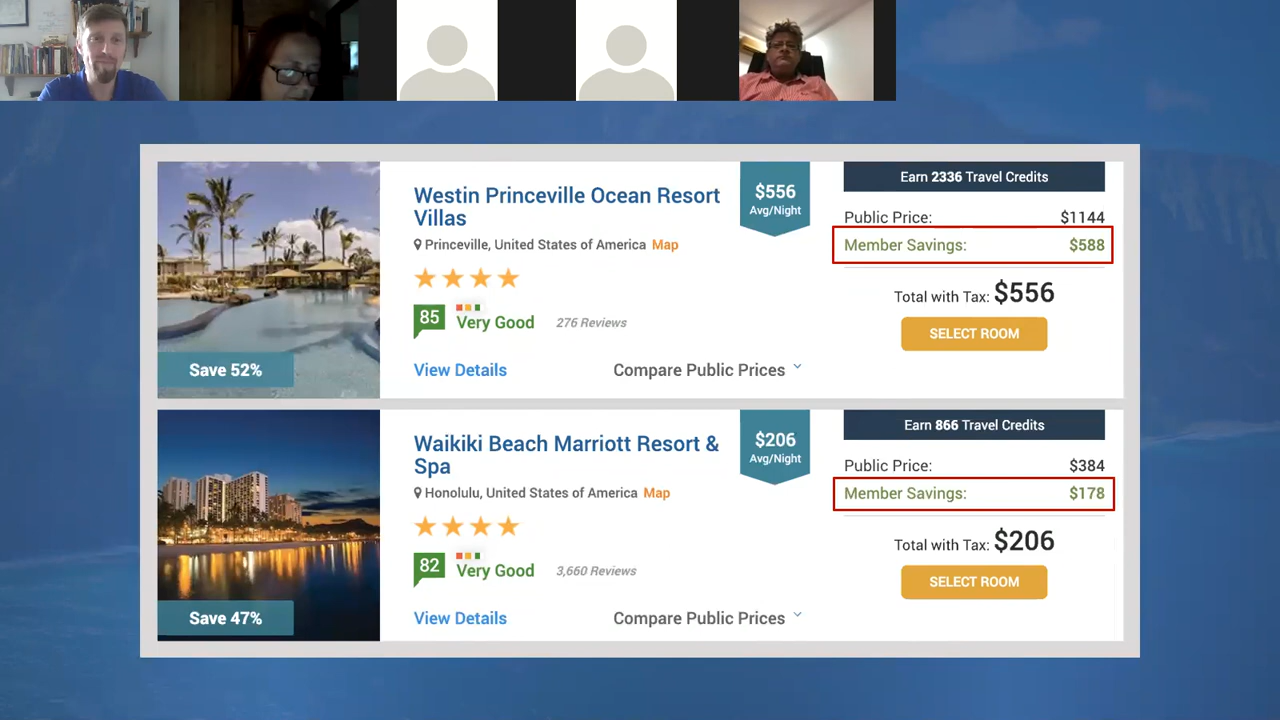 Westin Princeville Ocean Resort
Villas
Princeville, United States of America Map
85
Very Good
276 Reviews
Save 52%
View Details
Compare Public Prices
$556
Avg/Night
Earn 2336 Travel Credits
Public Price: $1144
Member Savings: $588
Total with Tax: $556
SELECT ROOM
Waikiki Beach Marriott Resort &
Spa
Honolulu, United States of America Map
82
Very Good
3,660 Reviews
Save 47%
View Details
Compare Public Prices
$206
Avg/Night
Earn 866 Travel Credits
Public Price: $384
Member Savings: $178
Total with Tax: $206
SELECT ROOM